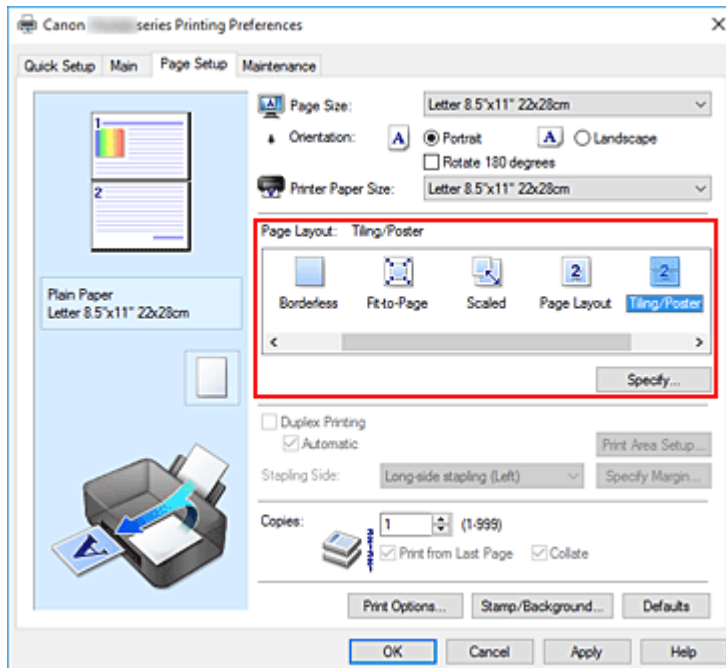 Canon series Printing Preferences
Quick Setup Main Page Setup Maintenance
1
2
Plain Paper
Letter 8.5"x11" 22x28cm
Page Size: Letter 8.5"x11" 22x28cm
Orientation: A Portrait A Landscape
Rotate 180 degrees
Printer Paper Size: Letter 8.5"x11" 22x28cm
Page Layout: Tiling/Poster
2 2
Borderless Fit-to-Page Scaled Page Layout Tiling/Poster
Specify...
Duplex Printing
Automatic Print Area Setup...
Stapling Side: Long-side stapling (Left) Specify Margin...
A
Copies: 1 (1-999)
Print from Last Page Collate
Print Options... Stamp/Background... Defaults
OK Cancel Apply Help